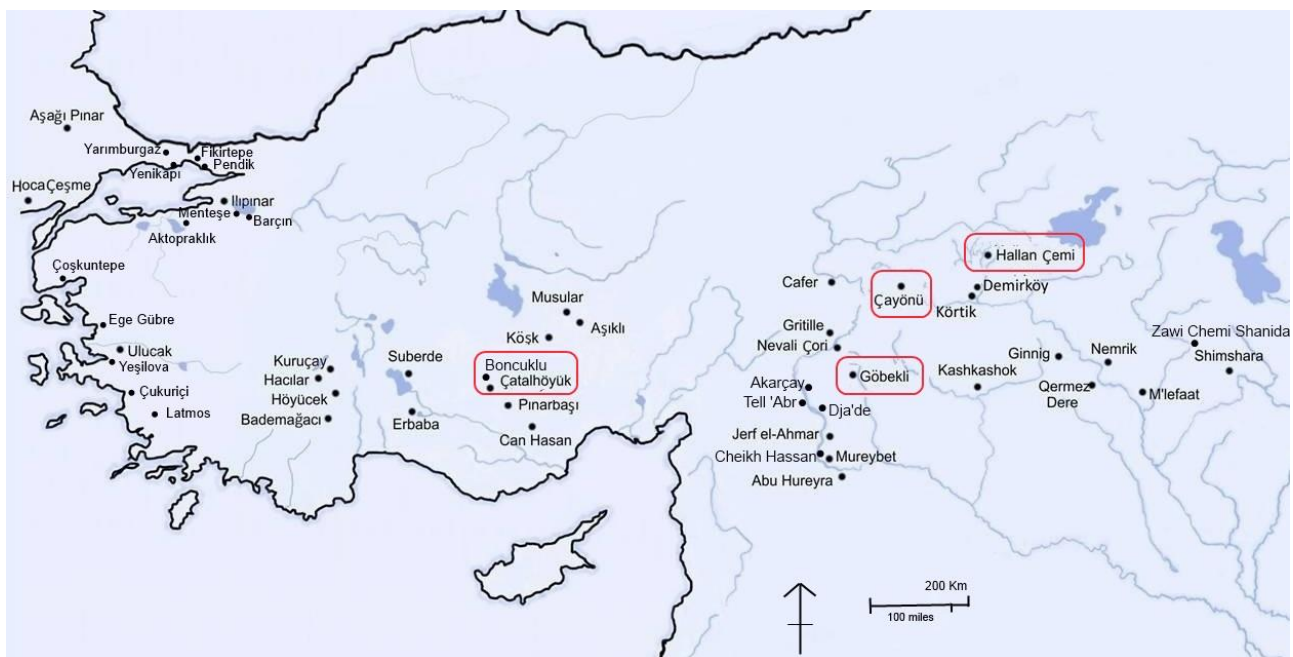 Aşağı Pınar
Yarımburgaz
Fikirtepe
Pendik
Yenikapı
Hoca Çeşme
Ilıpınar
Menteşe
Barçın
Aktopraklık
Çoşkuntepe
Ege Gübre
Ulucak
Yeşilova
Çukuriçi
Latmos
Kuruçay
Hacılar
Höyücek
Bademağacı
Suberde
Erbaba
Musular
Aşıklı
Köşk
Boncuklu
Çatalhöyük
Pınarbaşı
Can Hasan
Hallan Çemi
Cafer
Çayönü
Demirköy
Körtik
Gritille
Nevali Çori
Göbekli
Akarçay
Tell 'Abr
Dja'de
Jerf el-Ahmar
Cheikh Hassan
Mureybet
Abu Hureyra
Kashkashok
Ginnig
Nemrik
Qermez
Dere
M'lefaat
Zawi Chemi Shanida
Shimshara
200 Km
100 miles